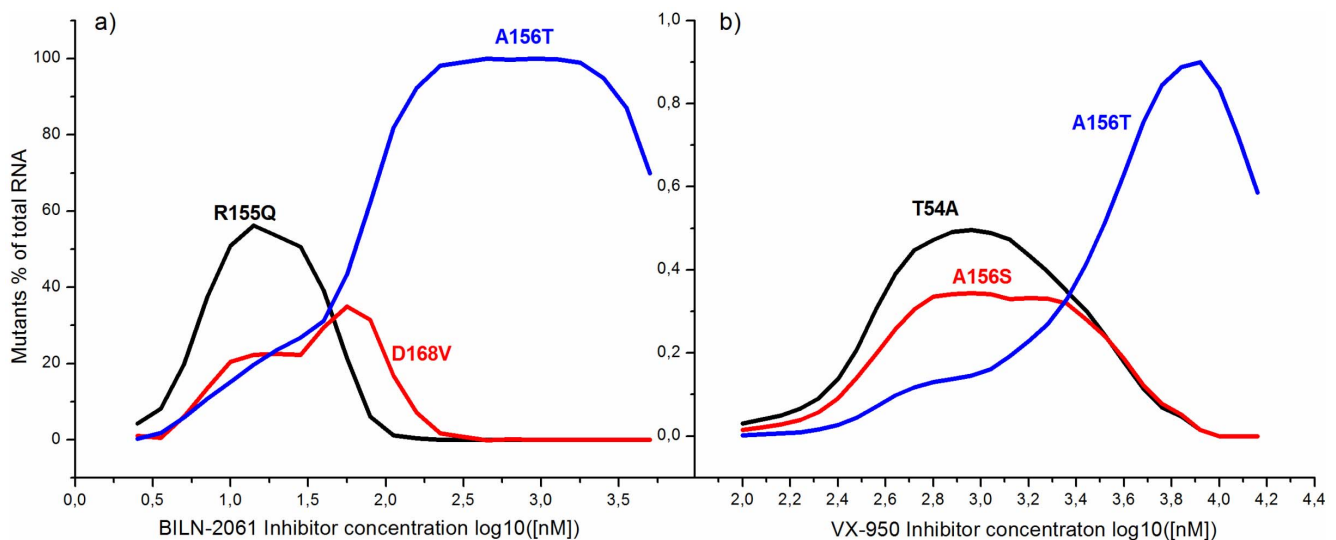 a)
A156T
R155Q
D168V
Mutants % of total RNA
100
80
60
40
20
0
0,0 0,5 1,0 1,5 2,0 2,5 3,0 3,5
BILN-2061 Inhibitor concentration log10([nM])
b)
A156T
T54A
A156S
1,0
0,8
0,6
0,4
0,2
0,0
2,0 2,2 2,4 2,6 2,8 3,0 3,2 3,4 3,6 3,8 4,0 4,2 4,4
VX-950 Inhibitor concentraton log10([nM])